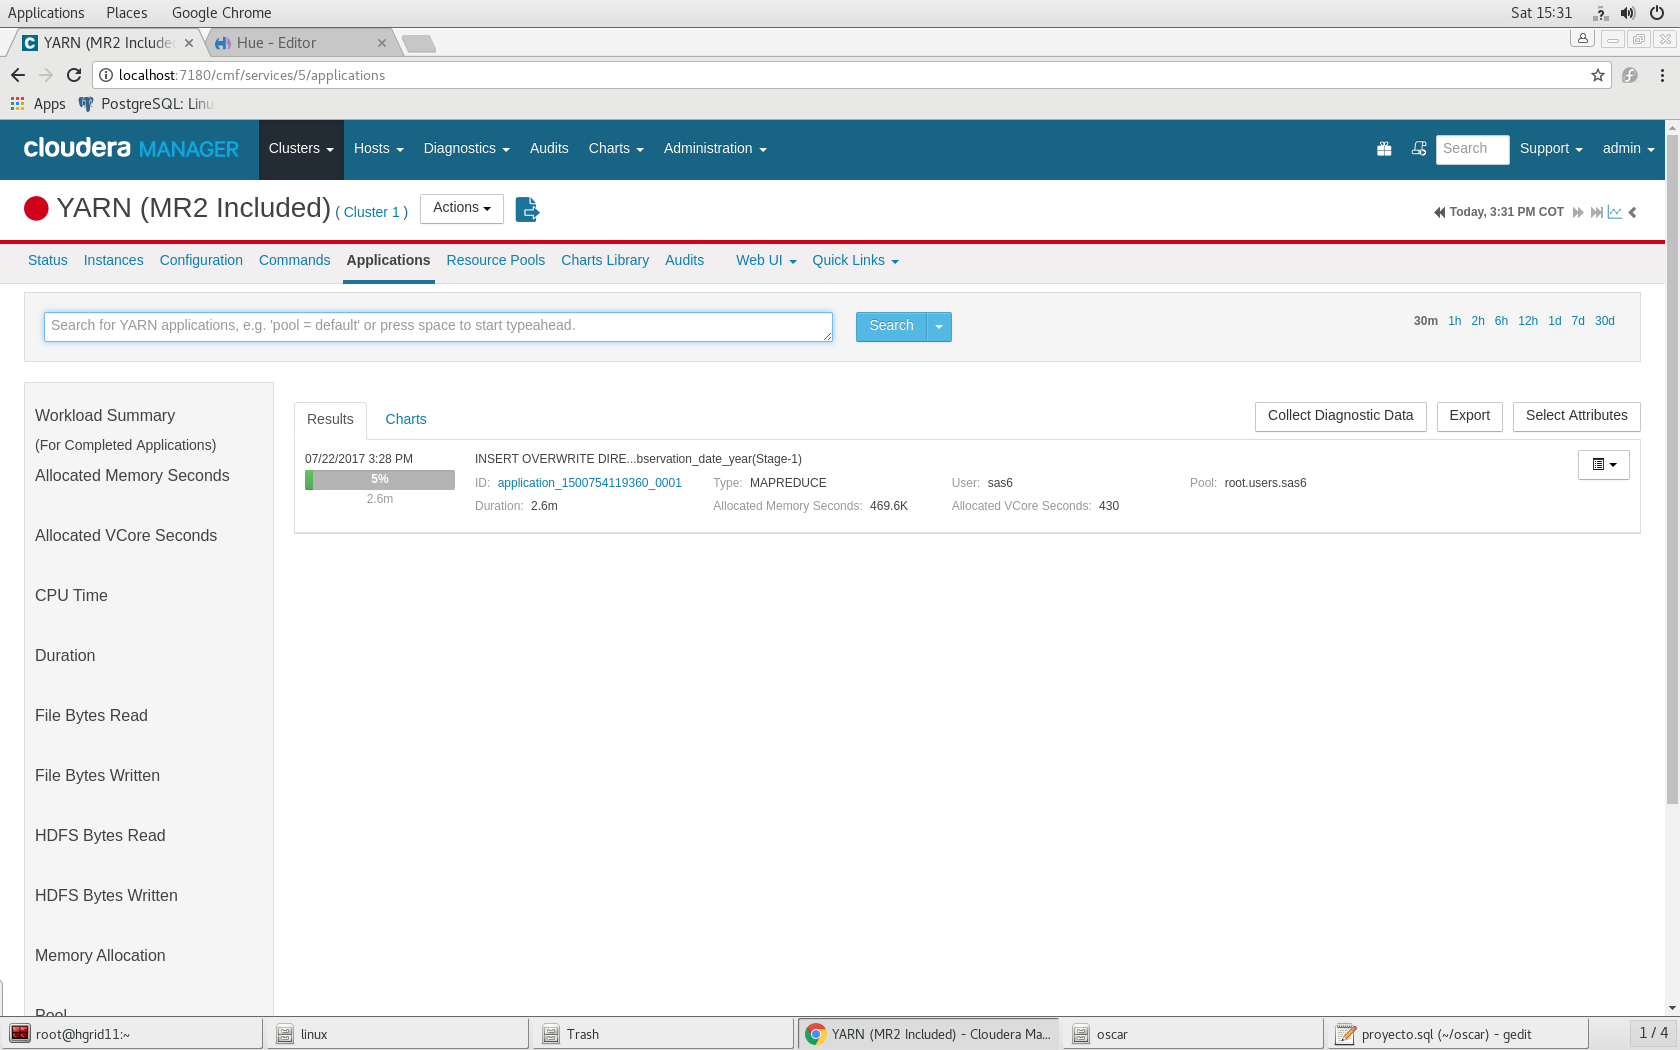 Applications Places Google Chrome Sat 15:31
YARN (MR2 Include Hue - Editor
localhost:7180/cmf/services/5/applications
Apps PostgreSQL: Linu
cloudera MANAGER Clusters Hosts Diagnostics Audits Charts Administration Search Support admin
YARN (MR2 Included) ( Cluster 1 ) Actions Today, 3:31 PM COT
Status Instances Configuration Commands Applications Resource Pools Charts Library Audits Web UI Quick Links
Search for YARN applications, e.g. 'pool = default' or press space to start typeahead. Search 30m 1h 2h 6h 12h 1d 7d 30d
Workload Summary
(For Completed Applications)
Allocated Memory Seconds
Allocated VCore Seconds
CPU Time
Duration
File Bytes Read
File Bytes Written
HDFS Bytes Read
HDFS Bytes Written
Memory Allocation
Pool
Results Charts Collect Diagnostic Data Export Select Attributes
07/22/2017 3:28 PM INSERT OVERWRITE DIRE...bservation_date_year(Stage-1)
5% ID: application_1500754119360_0001 Type: MAPREDUCE User: sas6 Pool: root.users.sas6
2.6m Duration: 2.6m Allocated Memory Seconds: 469.6K Allocated VCore Seconds: 430
root@hgrid11:~ linux Trash YARN (MR2 Included) - Cloudera Ma... oscar proyecto.sql (~/oscar) - gedit 1 / 4